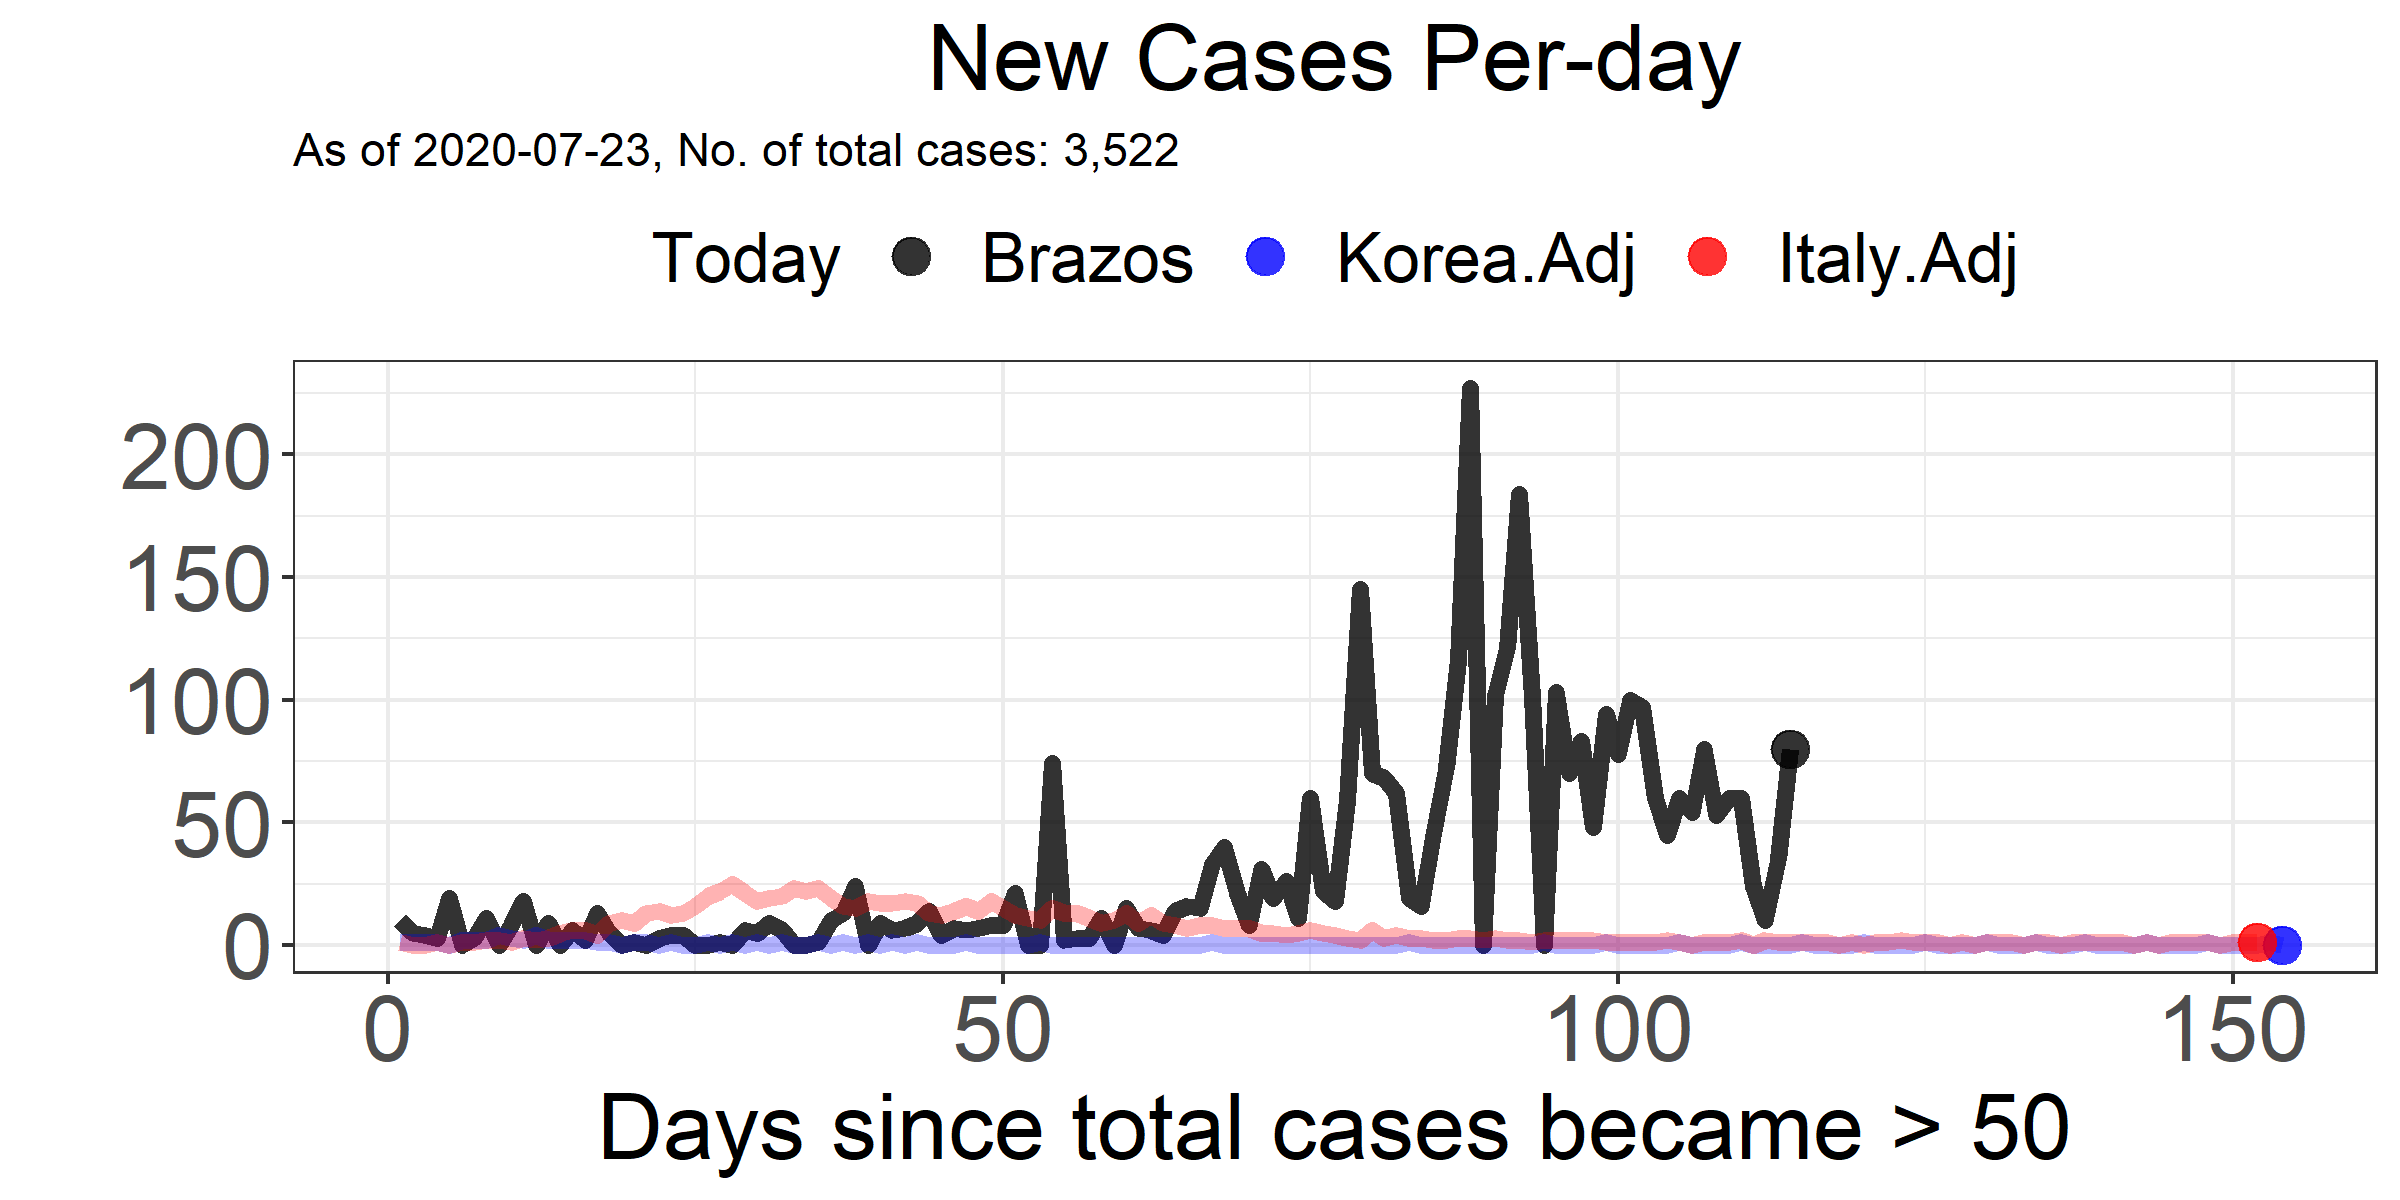 New Cases Per-day
As of 2020-07-23, No. of total cases: 3,522
Today Brazos Korea.Adj Italy.Adj
200
150
100
50
0
0 50 100 150
Days since total cases became > 50